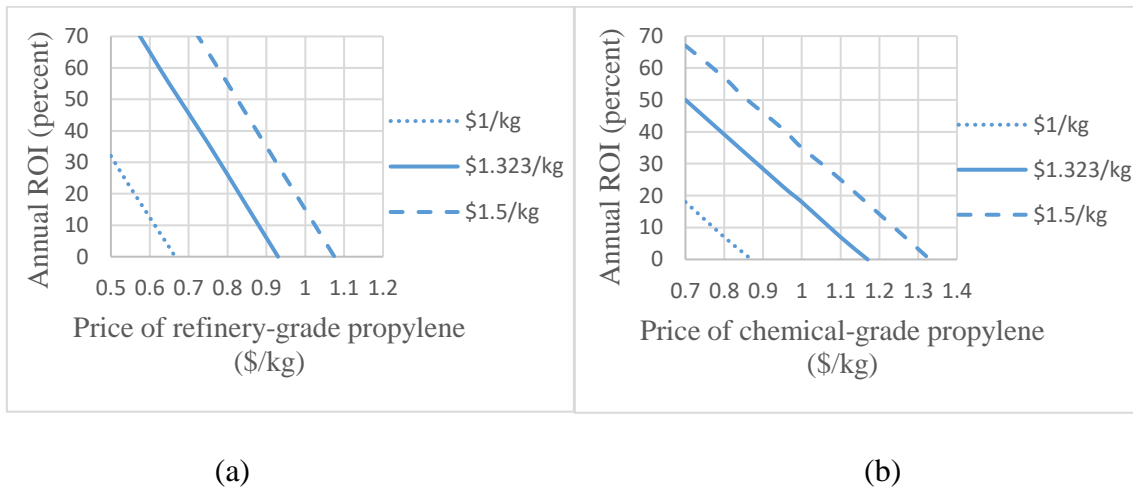 Annual ROI (percent)
70
60
50
40
30
20
10
0
0.5 0.6 0.7 0.8 0.9 1 1.1 1.2
Price of refinery-grade propylene
($/kg)
$1/kg
$1.323/kg
$1.5/kg
(a)
Annual ROI (percent)
70
60
50
40
30
20
10
0
0.7 0.8 0.9 1 1.1 1.2 1.3 1.4
Price of chemical-grade propylene
($/kg)
$1/kg
$1.323/kg
$1.5/kg
(b)